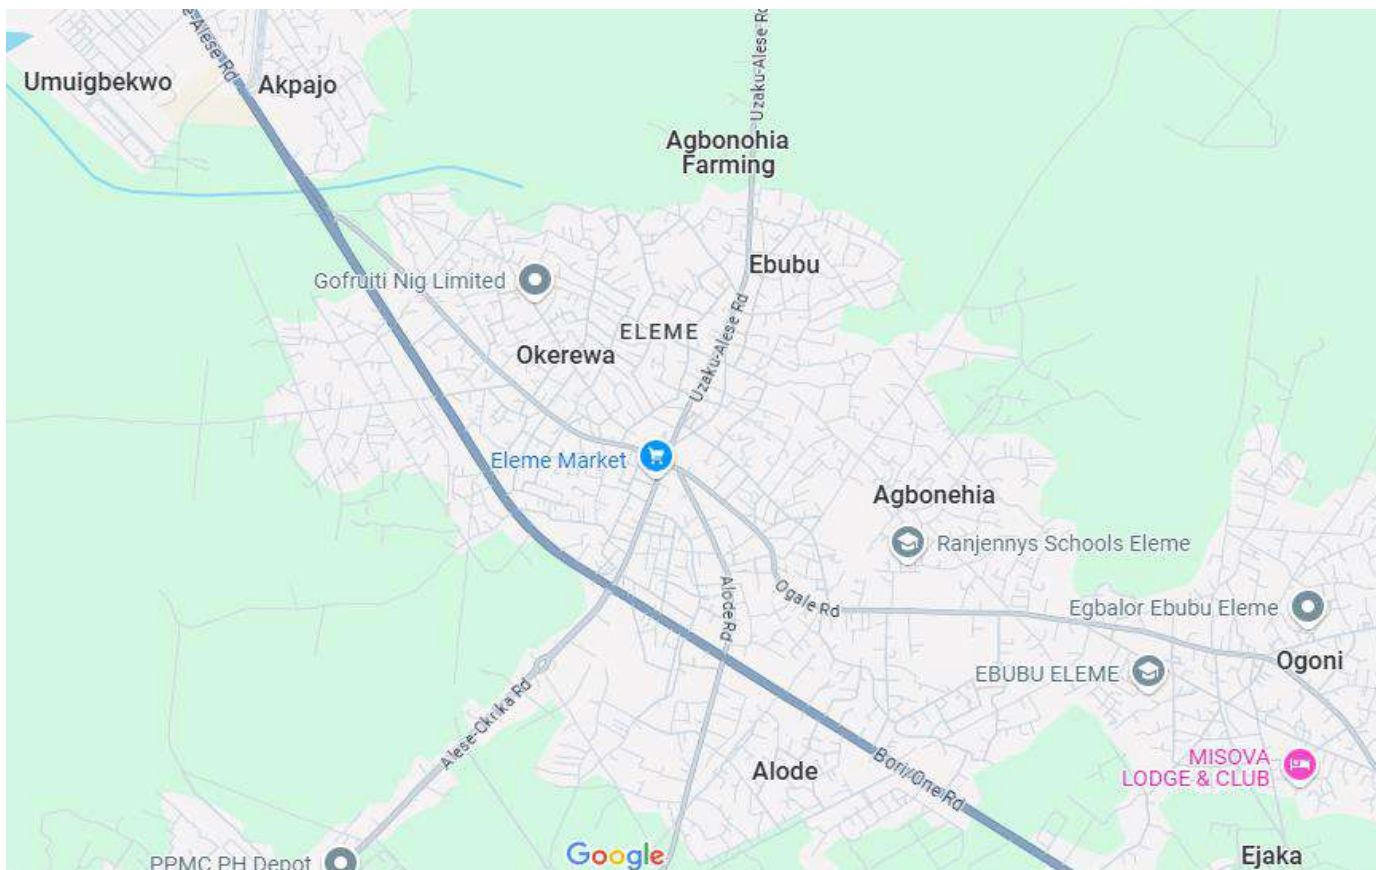 e-Alese Rd
Uzaku-Alese Rd
Umuigbekwo
Akpajo
Agbonohia
Farming
Ebubu
Gofruiti Nig Limited
ELEME
Okerewa
Uzaku-Alese Rd
Eleme Market
Agbonehia
Ranjennys Schools Eleme
Alode Rd
Ogale Rd
Egbalor Ebubu Eleme
Ogoni
EBUBU ELEME
Alese-Ckrika Rd
Alode
Bori/One Rd
MISOVA
LODGE & CLUB
PPMC PH Depot
Google
Ejaka